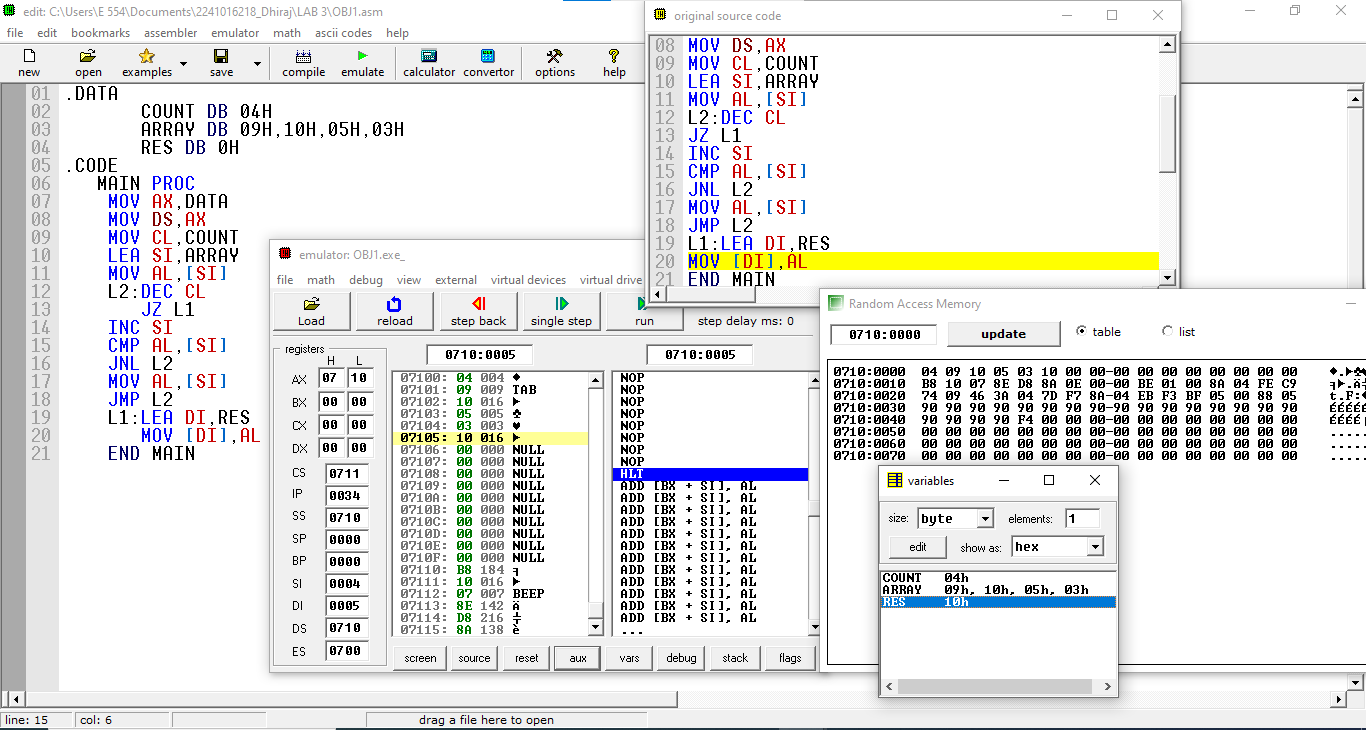 edit: C:\Users\E 554\Documents\2241016218_Dhiraj\LAB 3\OBJ1.asm
file edit bookmarks assembler emulator math ascii codes help
new open examples save compile emulate calculator convertor options help
01 .DATA
02 COUNT DB 04H
03 ARRAY DB 09H,10H,05H,03H
04 RES DB 0H
05 .CODE
06 MAIN PROC
07 MOV AX,DATA
08 MOV DS,AX
09 MOV CL,COUNT
10 LEA SI,ARRAY
11 MOV AL,[SI]
12 L2:DEC CL
13 JZ L1
14 INC SI
15 CMP AL,[SI]
16 JNL L2
17 MOV AL,[SI]
18 JMP L2
19 L1:LEA DI,RES
20 MOV [DI],AL
21 END MAIN
original source code
08 MOV DS,AX
09 MOV CL,COUNT
10 LEA SI,ARRAY
11 MOV AL,[SI]
12 L2:DEC CL
13 JZ L1
14 INC SI
15 CMP AL,[SI]
16 JNL L2
17 MOV AL,[SI]
18 JMP L2
19 L1:LEA DI,RES
20 MOV [DI],AL
21 END MAIN
emulator: OBJ1.exe_
file math debug view external virtual devices virtual drive
Load reload step back single step run step delay ms: 0
registers
H L
AX 07 10
BX 00 00
CX 00 00
DX 00 00
CS 0711
IP 0034
SS 0710
SP 0000
BP 0000
SI 0004
DI 0005
DS 0710
ES 0700
0710:0005
07100: 04 004 ♦
07101: 09 009 TAB
07102: 10 016 ►
07103: 05 005 ♣
07104: 03 003 ♥
07105: 10 016 ►
07106: 00 000 NULL
07107: 00 000 NULL
07108: 00 000 NULL
07109: 00 000 NULL
0710A: 00 000 NULL
0710B: 00 000 NULL
0710C: 00 000 NULL
0710D: 00 000 NULL
0710E: 00 000 NULL
0710F: 00 000 NULL
07110: B8 184 ╕
07111: 10 016 ►
07112: 07 007 BEEP
07113: 8E 142 Ä
07114: D8 216 ╪
07115: 8A 138 è
0710:0005
NOP
NOP
NOP
NOP
NOP
NOP
NOP
NOP
HLT
ADD [BX + SI], AL
ADD [BX + SI], AL
ADD [BX + SI], AL
ADD [BX + SI], AL
ADD [BX + SI], AL
ADD [BX + SI], AL
ADD [BX + SI], AL
ADD [BX + SI], AL
ADD [BX + SI], AL
ADD [BX + SI], AL
ADD [BX + SI], AL
ADD [BX + SI], AL
...
screen source reset aux vars debug stack flags
Random Access Memory
0710:0000 update table list
0710:0000 04 09 10 05 03 10 00 00-00 00 00 00 00 00 00 00
0710:0010 B8 10 07 8E D8 8A 0E 00-00 BE 01 00 8A 04 FE C9
0710:0020 74 09 46 3A 04 7D F7 8A-04 EB F3 BF 05 00 88 05
0710:0030 90 90 90 90 90 90 90 90-90 90 90 90 90 90 90 90
0710:0040 90 90 90 90 F4 00 00 00-00 00 00 00 00 00 00 00
0710:0050 00 00 00 00 00 00 00 00-00 00 00 00 00 00 00 00
0710:0060 00 00 00 00 00 00 00 00-00 00 00 00 00 00 00 00
0710:0070 00 00 00 00 00 00 00 00-00 00 00 00 00 00 00 00
variables
size: byte elements: 1
edit show as: hex
COUNT 04h
ARRAY 09h, 10h, 05h, 03h
RES 10h
line: 15 col: 6 drag a file here to open